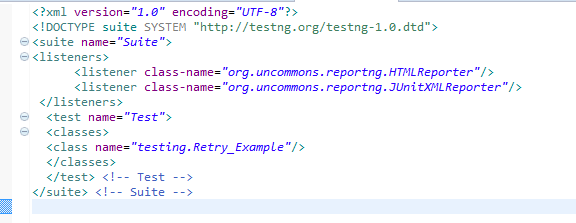 <?xml version="1.0" encoding="UTF-8"?>
<!DOCTYPE suite SYSTEM "http://testng.org/testng-1.0.dtd">
<suite name="Suite">
<listeners>
<listener class-name="org.uncommons.reportng.HTMLReporter"/>
<listener class-name="org.uncommons.reportng.JUnitXMLReporter"/>
</listeners>
<test name="Test">
<classes>
<class name="testing.Retry_Example"/>
</classes>
</test> <!-- Test -->
</suite> <!-- Suite -->